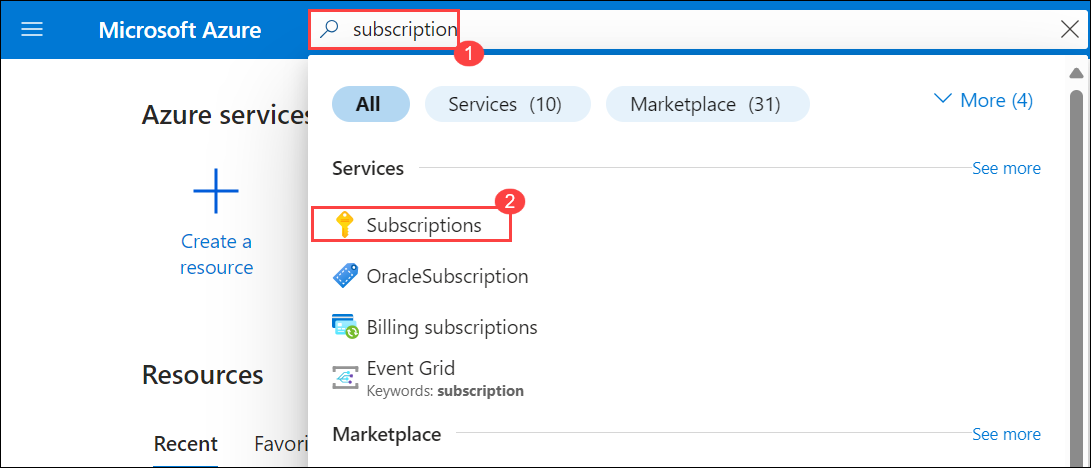 Microsoft Azure
subscription
1
All
Services (10)
Marketplace (31)
More (4)
Azure services
Services
See more
2
Subscriptions
Create a
resource
OracleSubscription
Billing subscriptions
Event Grid
Keywords: subscription
Resources
Marketplace
See more
Recent
Favori